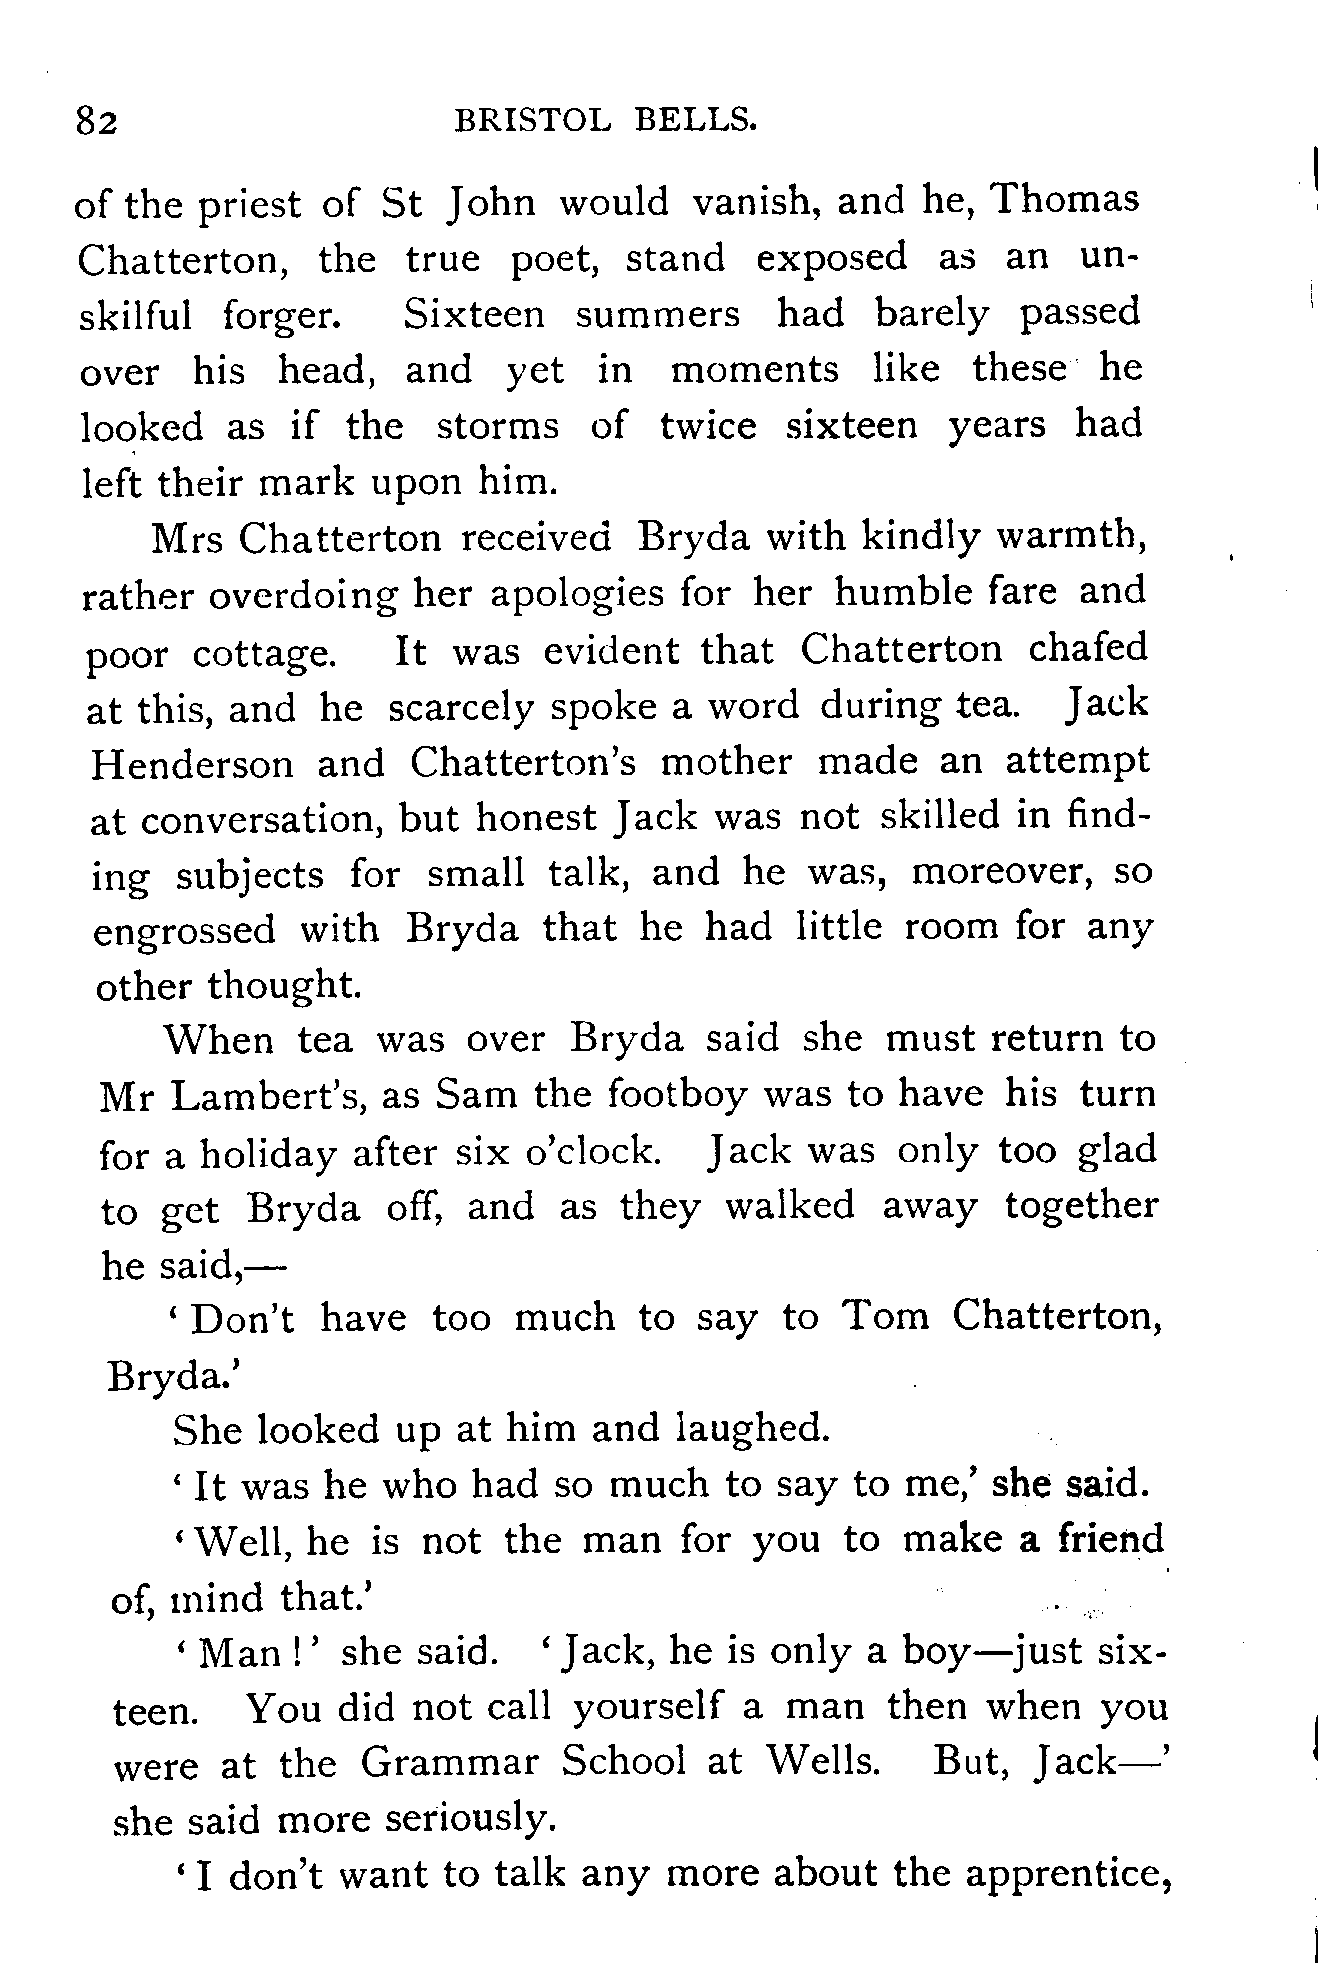 82 BRISTOL BELLS.
of the priest of St John would vanish, and he, Thomas
Chatterton, the true poet, stand exposed as an un-
skilful forger. Sixteen summers had barely passed
over his head, and yet in moments like these he
looked as if the storms of twice sixteen years had
left their mark upon him.
Mrs Chatterton received Bryda with kindly warmth,
rather overdoing her apologies for her humble fare and
poor cottage. It was evident that Chatterton chafed
at this, and he scarcely spoke a word during tea. Jack
Henderson and Chatterton's mother made an attempt
at conversation, but honest Jack was not skilled in find-
ing subjects for small talk, and he was, moreover, so
engrossed with Bryda that he had little room for any
other thought.
When tea was over Bryda said she must return to
Mr Lambert's, as Sam the footboy was to have his turn
for a holiday after six o'clock. Jack was only too glad
to get Bryda off, and as they walked away together
he said,—
‘Don't have too much to say to Tom Chatterton,
Bryda.’
She looked up at him and laughed.
‘It was he who had so much to say to me,’ she said.
‘Well, he is not the man for you to make a friend
of, mind that.’
‘Man!’ she said. ‘Jack, he is only a boy—just six-
teen. You did not call yourself a man then when you
were at the Grammar School at Wells. But, Jack—’
she said more seriously.
‘I don't want to talk any more about the apprentice,